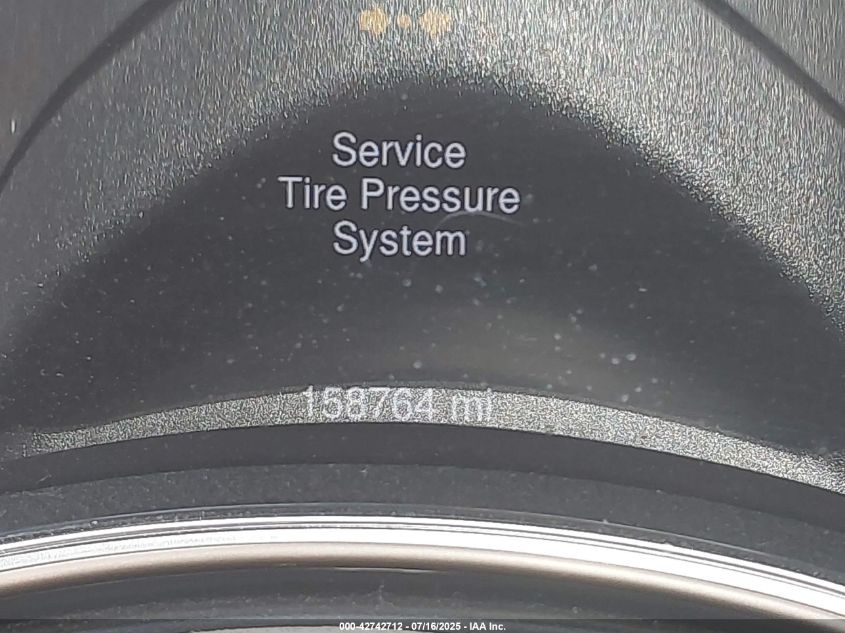 Service
Tire Pressure
System
158764 mi
000-42742712 - 07/16/2025 - IAA Inc.